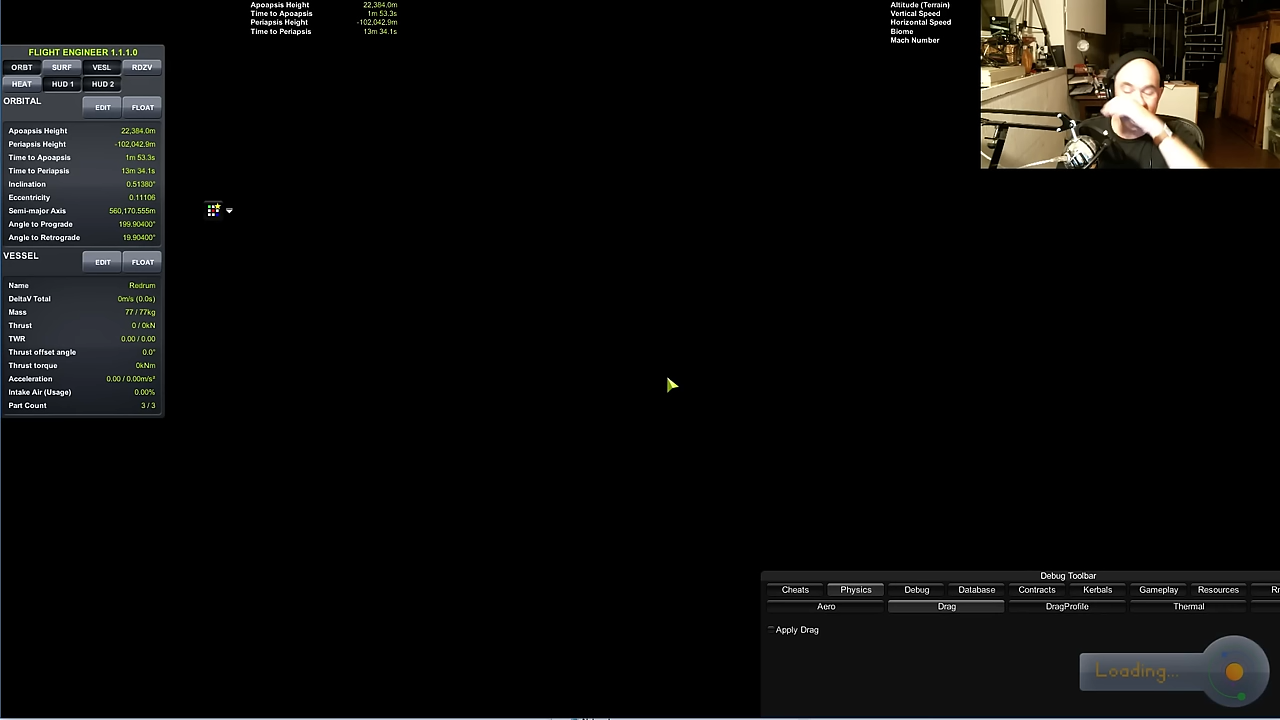 Apoapsis Height 22,384.0m
Time to Apoapsis 1m 53.3s
Periapsis Height -102,042.9m
Time to Periapsis 13m 34.1s
Altitude (Terrain)
Vertical Speed
Horizontal Speed
Biome
Mach Number
FLIGHT ENGINEER 1.1.1.0
ORBT SURF VESL RDZV
HEAT HUD 1 HUD 2
ORBITAL EDIT FLOAT
Apoapsis Height 22,384.0m
Periapsis Height -102,042.9m
Time to Apoapsis 1m 53.3s
Time to Periapsis 13m 34.1s
Inclination 0.51380°
Eccentricity 0.11106
Semi-major Axis 560,170.555m
Angle to Prograde 199.90400°
Angle to Retrograde 19.90400°
VESSEL EDIT FLOAT
Name Redrum
DeltaV Total 0m/s (0.0s)
Mass 77 / 77kg
Thrust 0 / 0kN
TWR 0.00 / 0.00
Thrust offset angle 0.0°
Thrust torque 0kNm
Acceleration 0.00 / 0.00m/s²
Intake Air (Usage) 0.00%
Part Count 3 / 3
Debug Toolbar
Cheats Physics Debug Database Contracts Kerbals Gameplay Resources
Aero Drag DragProfile Thermal
Apply Drag
Loading...